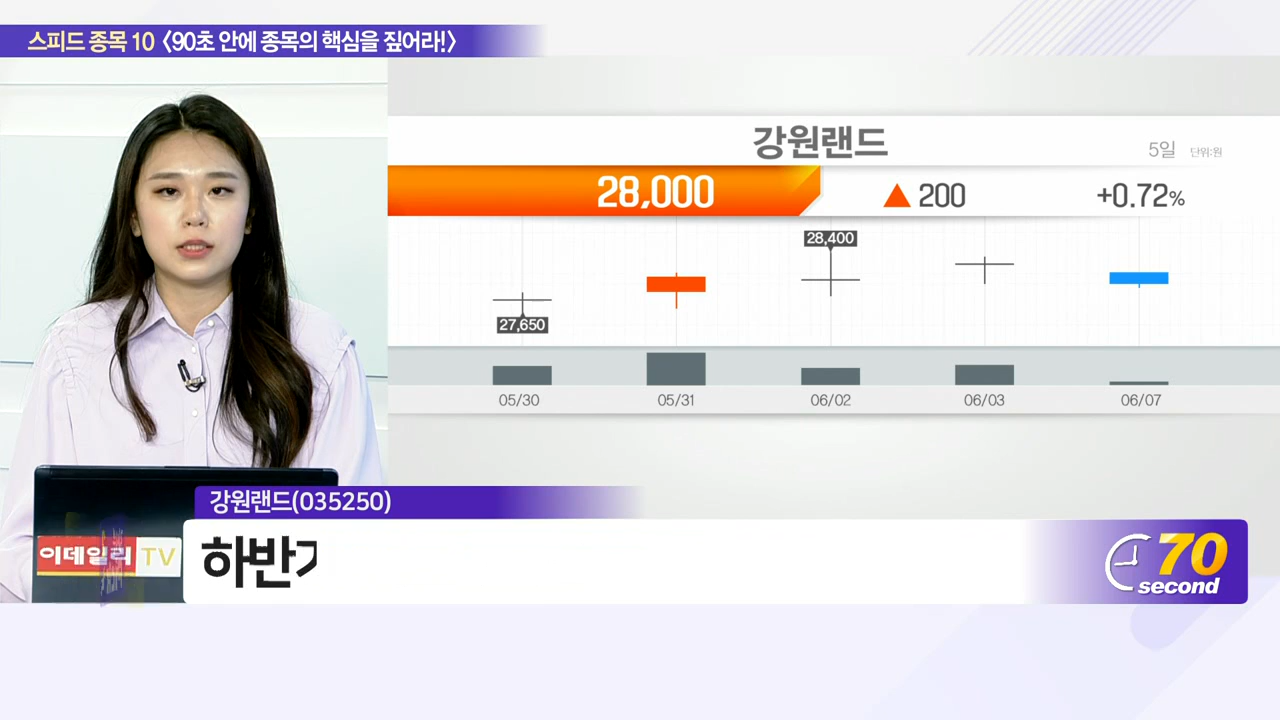 스피드 종목 10 〈90초 안에 종목의 핵심을 짚어라!〉
강원랜드
5일 단위:원
28,000 ▲ 200 +0.72%
28,400
27,650
05/30 05/31 06/02 06/03 06/07
강원랜드(035250)
이데일리 TV
하반
70
second